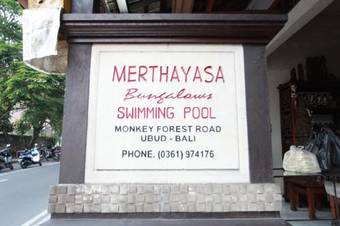 MERTHAYASA
Bungalows
SWIMMING POOL
MONKEY FOREST ROAD
UBUD - BALI
PHONE. (0361) 974176